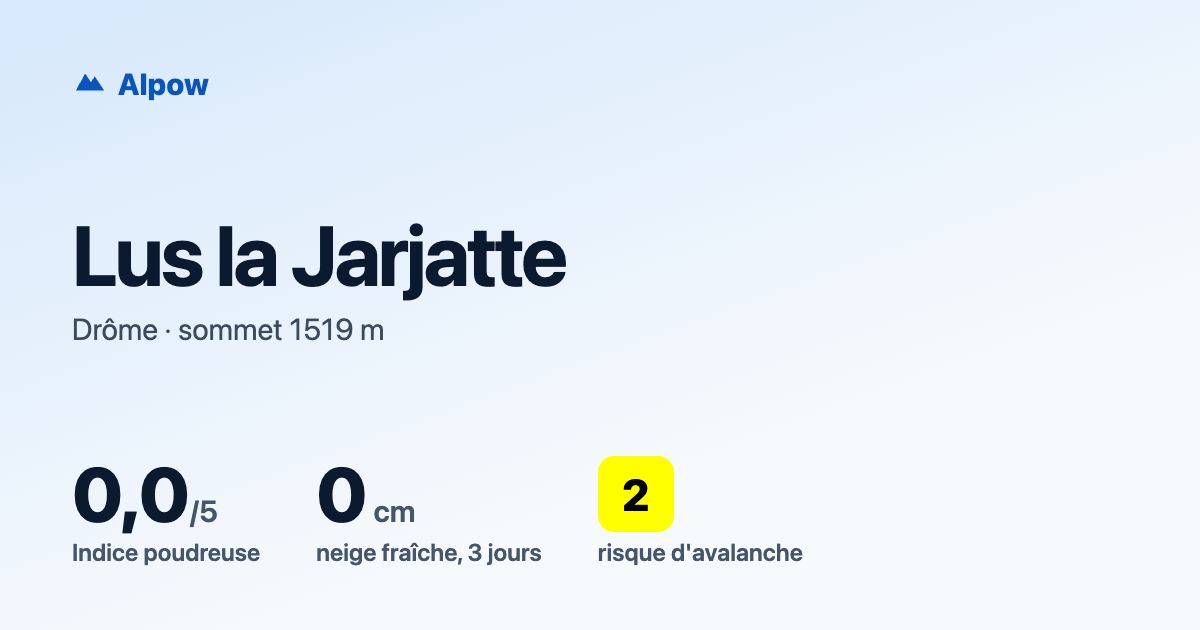 Alpow
Lus la Jarjatte
Drôme · sommet 1519 m
0,0/5
Indice poudreuse
0 cm
neige fraîche, 3 jours
2
risque d'avalanche